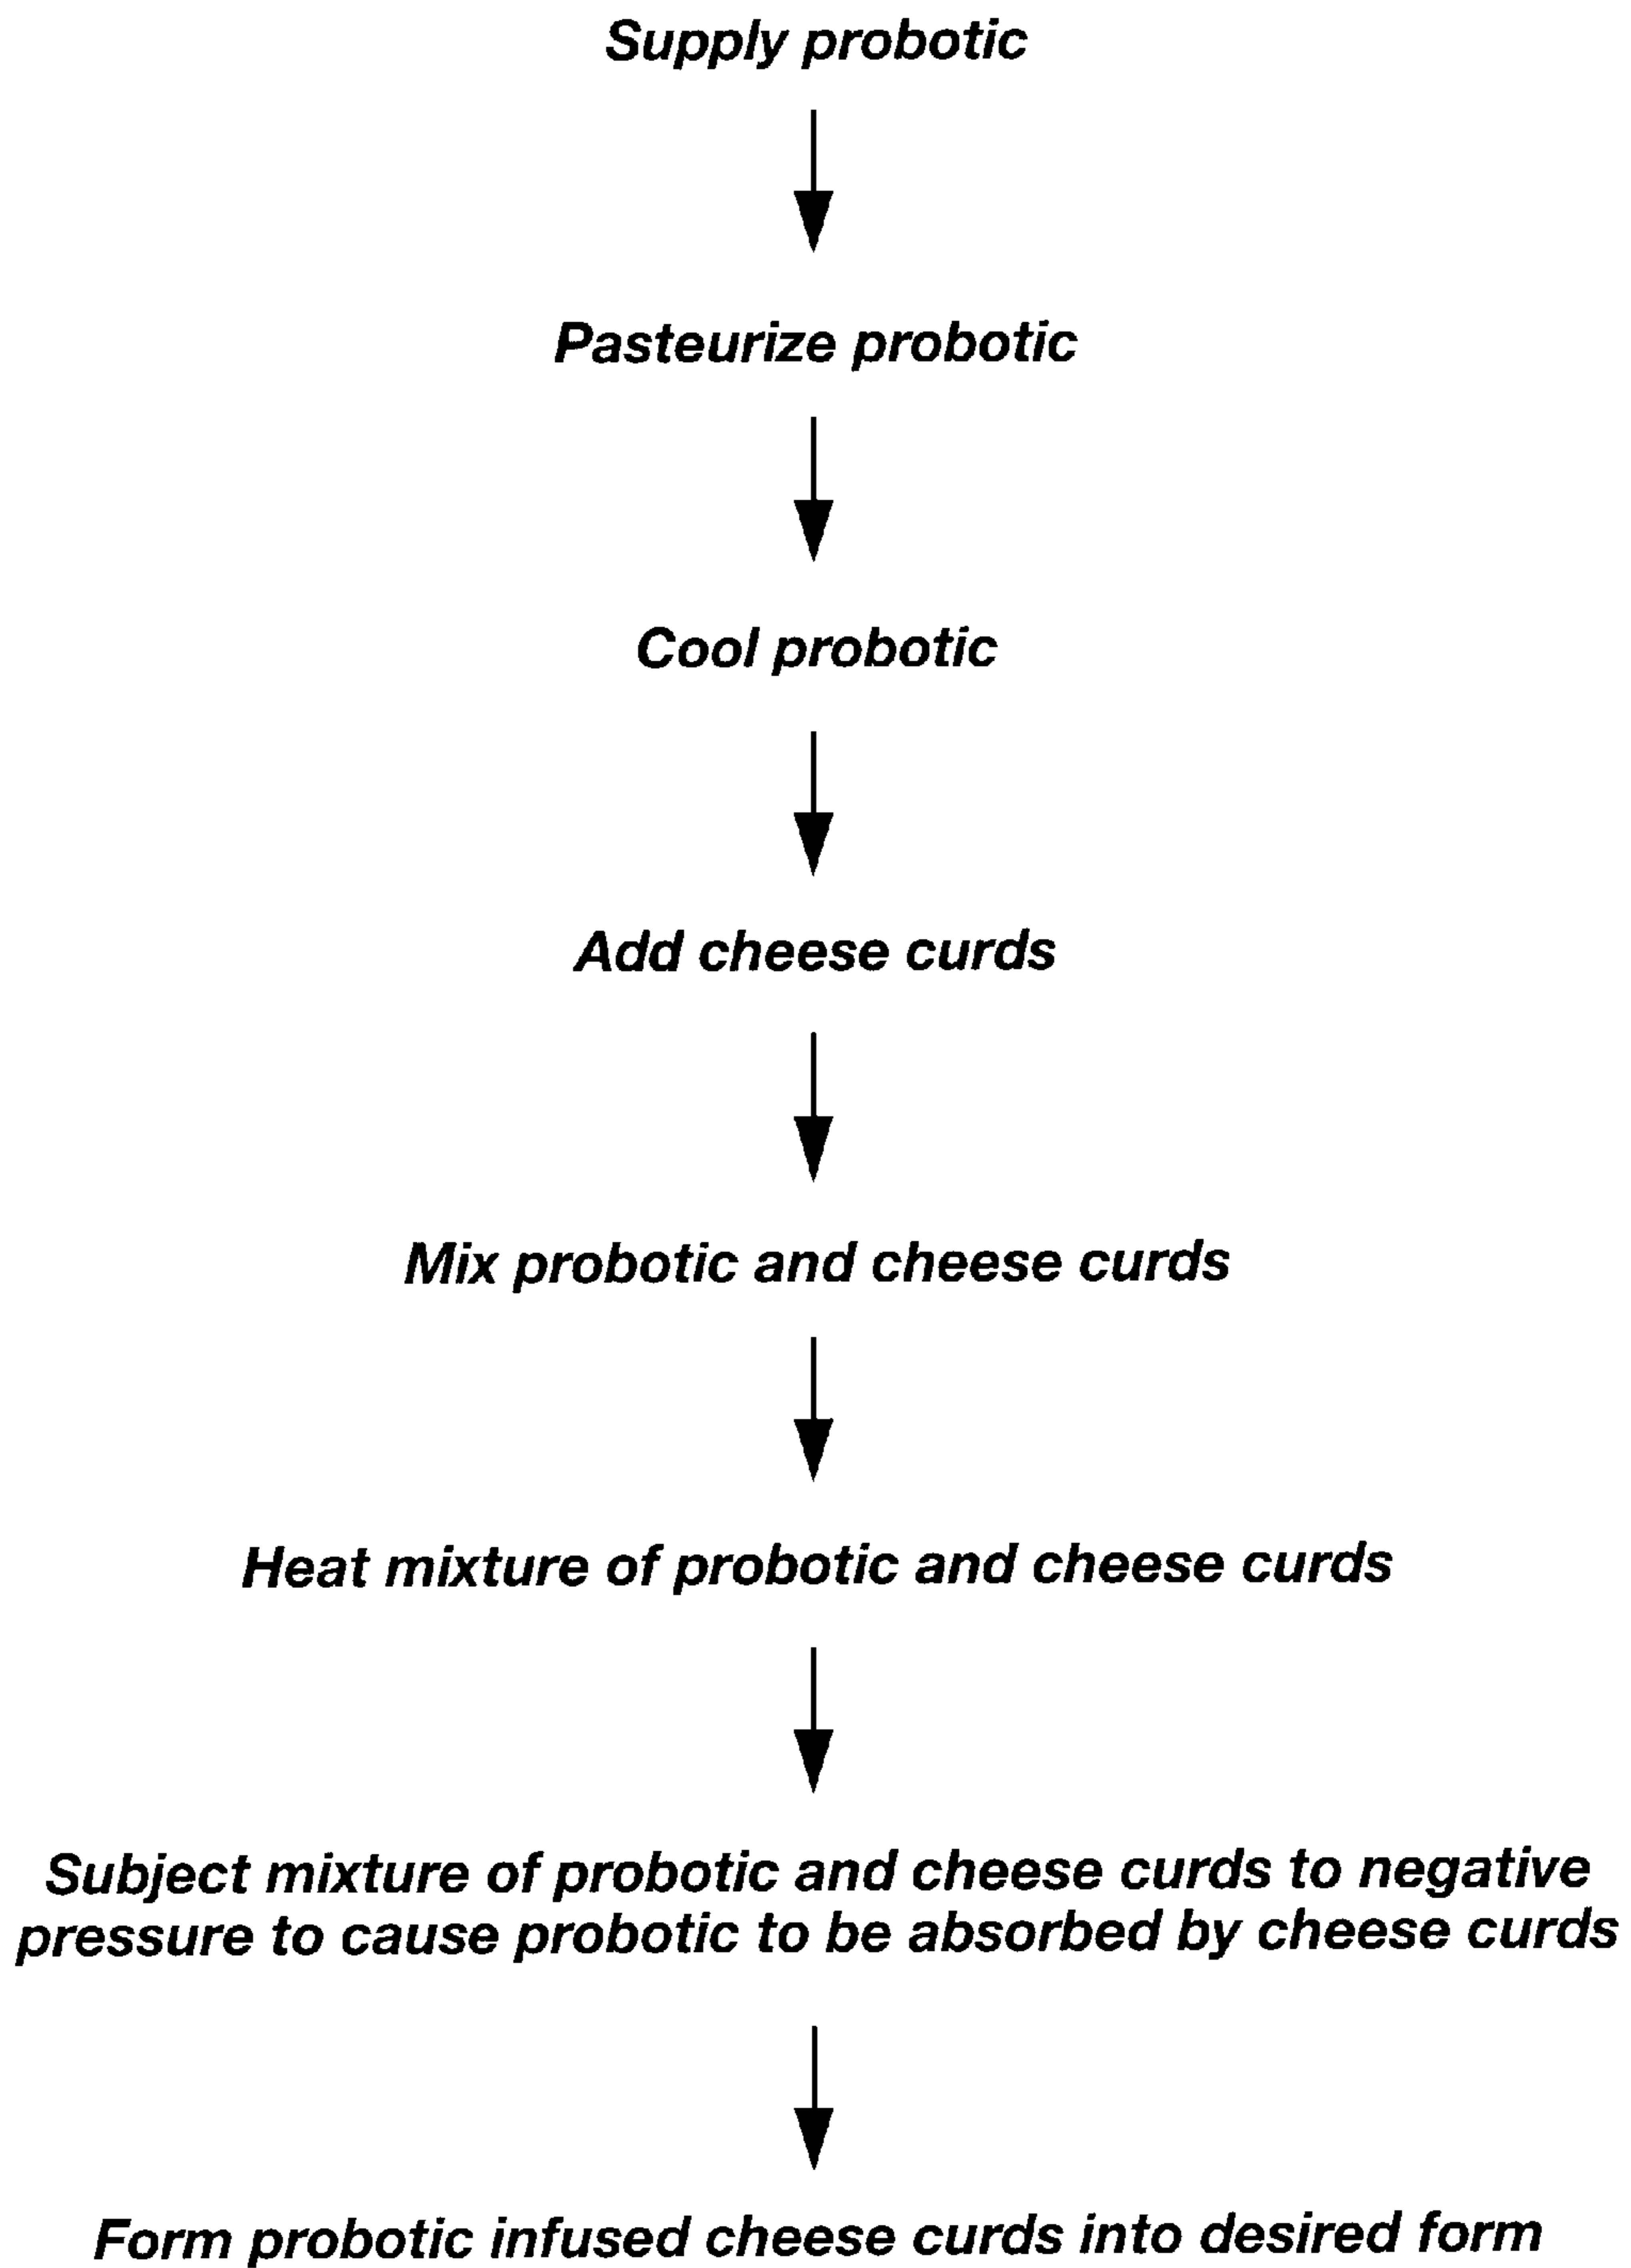 Supply probotic
Pasteurize probotic
Cool probotic
Add cheese curds
Mix probotic and cheese curds
Heat mixture of probotic and cheese curds
Subject mixture of probotic and cheese curds to negative
pressure to cause probotic to be absorbed by cheese curds
Form probotic infused cheese curds into desired form